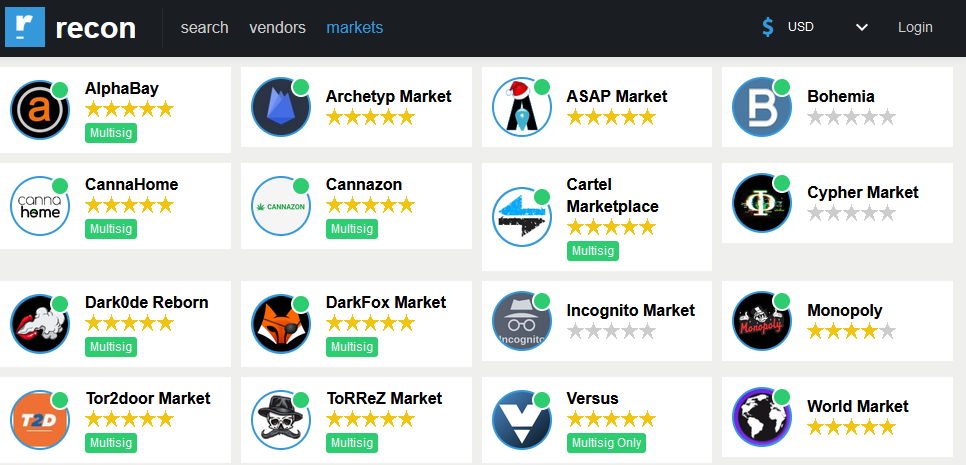 r recon search vendors markets $ USD Login
a AlphaBay
Multisig
Archetyp Market
A ASAP Market
B Bohemia
canna
home
CannaHome
Multisig
CANNAZON
Cannazon
Multisig
Cartel
Marketplace
Multisig
Cypher Market
Dark0de Reborn
Multisig
DarkFox Market
Multisig
Incognito
Incognito Market
Monopoly
Monopoly
T2D
Tor2door Market
Multisig
ToRReZ Market
Multisig
V Versus
Multisig Only
World Market